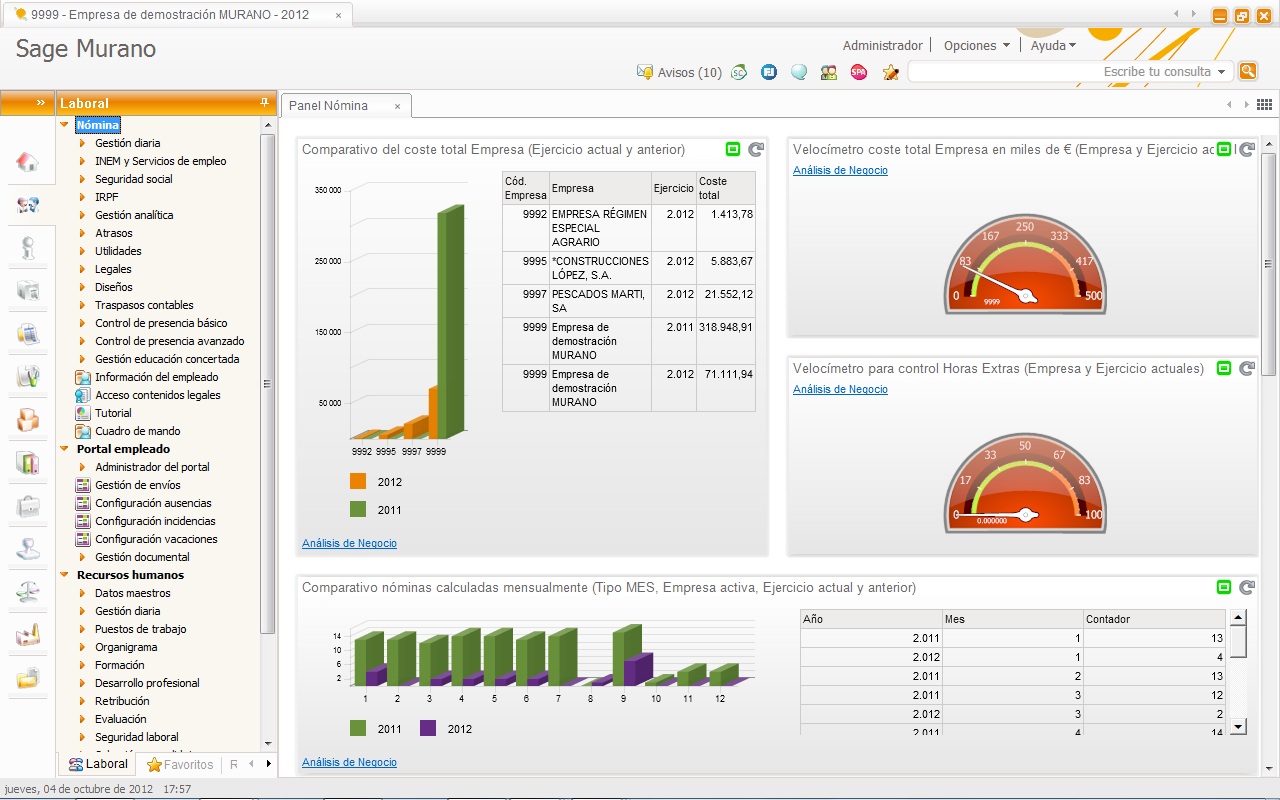 9999 - Empresa de demostración MURANO - 2012
Sage Murano
Administrador
Opciones
Ayuda
Avisos (10)
Escribe tu consulta
Laboral
Nómina
Gestión diaria
INEM y Servicios de empleo
Seguridad social
IRPF
Gestión analítica
Atrasos
Utilidades
Legales
Diseños
Traspasos contables
Control de presencia básico
Control de presencia avanzado
Gestión educación concertada
Información del empleado
Acceso contenidos legales
Tutorial
Cuadro de mando
Portal empleado
Administrador del portal
Gestión de envíos
Configuración ausencias
Configuración incidencias
Configuración vacaciones
Gestión documental
Recursos humanos
Datos maestros
Gestión diaria
Puestos de trabajo
Organigrama
Formación
Desarrollo profesional
Retribución
Evaluación
Seguridad laboral
Laboral
Favoritos
R
Panel Nómina
Comparativo del coste total Empresa (Ejercicio actual y anterior)
350 000
250 000
150 000
50 000
9992 9995 9997 9999
2012
2011
Cód. Empresa Empresa Ejercicio Coste total
9992 EMPRESA RÉGIMEN ESPECIAL AGRARIO 2.012 1.413,78
9995 *CONSTRUCCIONES LÓPEZ, S.A. 2.012 5.883,67
9997 PESCADOS MARTI, SA 2.012 21.552,12
9999 Empresa de demostración MURANO 2.011 318.948,91
9999 Empresa de demostración MURANO 2.012 71.111,94
Análisis de Negocio
Velocímetro coste total Empresa en miles de € (Empresa y Ejercicio ac
Análisis de Negocio
0 83 167 250 333 417 500
9999
Velocímetro para control Horas Extras (Empresa y Ejercicio actuales)
Análisis de Negocio
0 17 33 50 67 83 100
0.000000
Comparativo nóminas calculadas mensualmente (Tipo MES, Empresa activa, Ejercicio actual y anterior)
14
10
6
2
1 2 3 4 5 6 7 8 9 10 11 12
2011 2012
Análisis de Negocio
Año Mes Contador
2.011 1 13
2.012 1 4
2.011 2 13
2.011 3 12
2.012 3 2
2.011 4 14
jueves, 04 de octubre de 2012 17:57